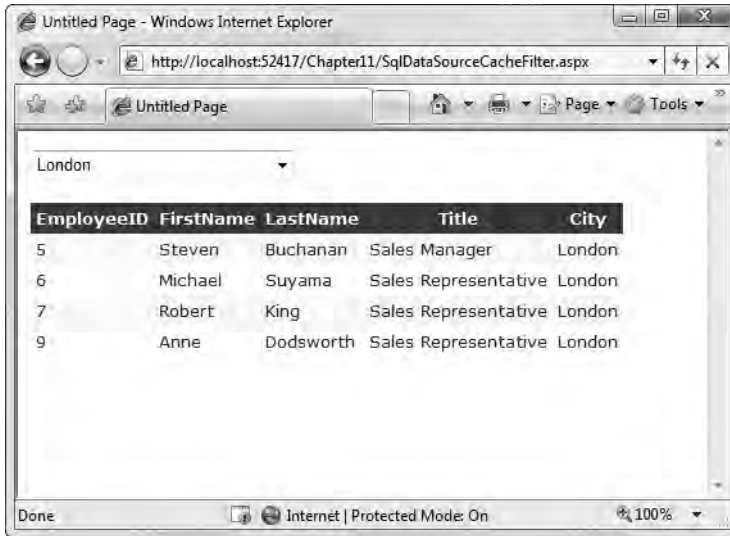 Untitled Page - Windows Internet Explorer
http://localhost:52417/Chapter11/SqlDataSourceCacheFilter.aspx
Untitled Page
Page
Tools
London
EmployeeID FirstName LastName Title City
5 Steven Buchanan Sales Manager London
6 Michael Suyama Sales Representative London
7 Robert King Sales Representative London
9 Anne Dodsworth Sales Representative London
Done Internet | Protected Mode: On 100%